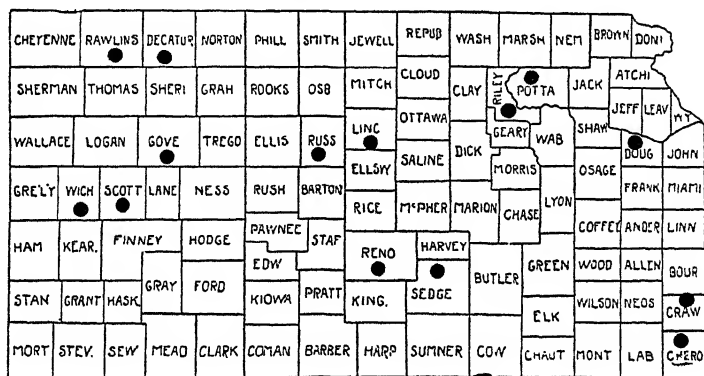 CHEYENNE RAWLINS DECATUR NORTON PHILL SMITH JEWELL REPUB WASH MARSH NEM BROWN DONI
SHERMAN THOMAS SHERI GRAH ROOKS OSB MITCH CLOUD CLAY RILEY POTTA JACK ATCHI
JEFF LEAV WY
WALLACE LOGAN GOVE TREGO ELLIS RUSS LINC OTTAWA GEARY WAB SHAW DOUG JOHN
ELLSW SALINE DICK MORRIS OSAGE
GRE'LY WICH SCOTT LANE NESS RUSH BARTON RICE McPHER MARION CHASE LYON FRANK MIAMI
COFFEY ANDER LINN
HAM KEAR. FINNEY HODGE PAWNEE STAF RENO HARVEY
EDW BUTLER GREEN WOOD ALLEN BOUR
STAN GRANT HASK. GRAY FORD KIOWA PRATT KING. SEDGE ELK WILSON NEOS CRAW
MORT STEV. SEW MEAD CLARK COMAN BARBER HARP SUMNER COW CHAUT MONT LAB CHERO